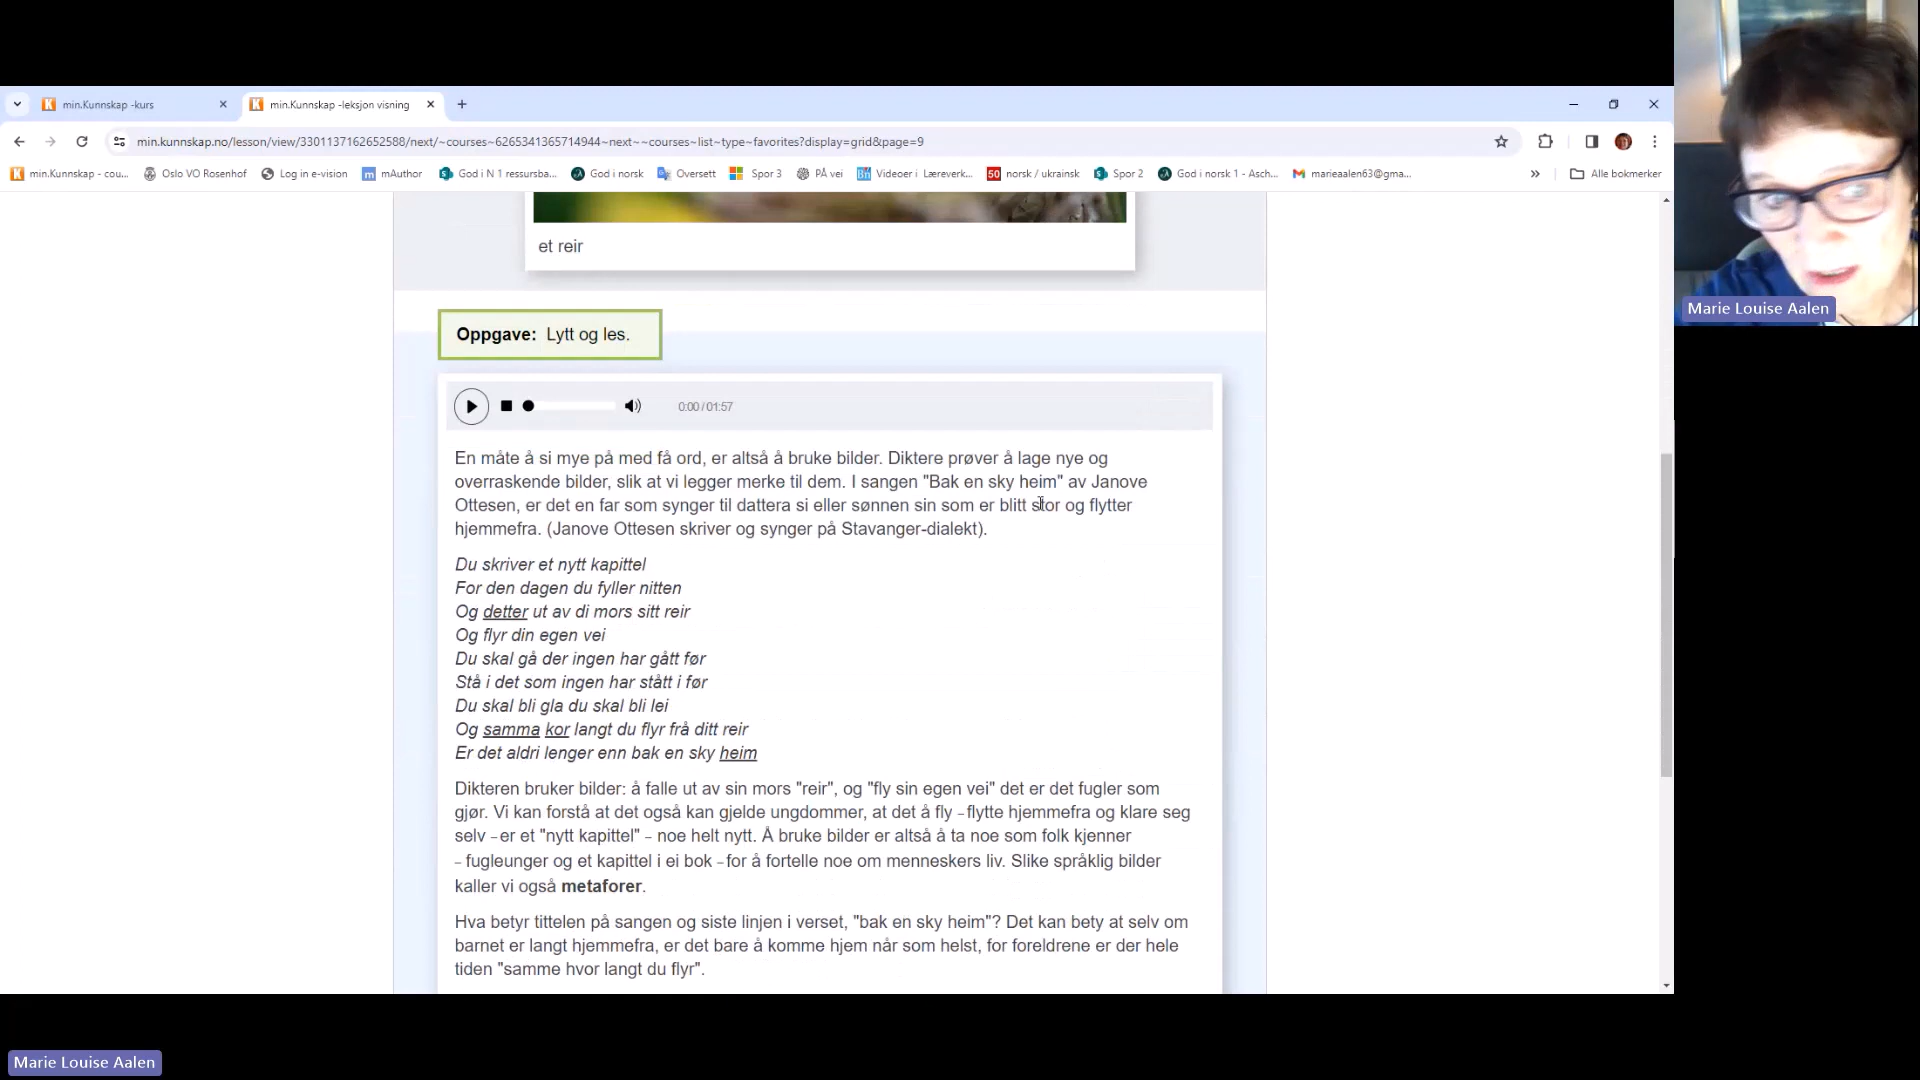 min.Kunnskap -kurs
min.Kunnskap -leksjon visning
min.kunnskap.no/lesson/view/3301137162652588/next/~courses~6265341365714944~next~~courses~list~type~favorites?display=grid&page=9
min.Kunnskap - cou...
Oslo VO Rosenhof
Log in e-vision
mAuthor
God i N 1 ressursba...
God i norsk
Oversett
Spor 3
PÅ vei
Videoer i Læreverk...
norsk / ukrainsk
Spor 2
God i norsk 1 - Asch...
marieaalen63@gma...
Alle bokmerker
et reir
Oppgave: Lytt og les.
0:00/01:57
En måte å si mye på med få ord, er altså å bruke bilder. Diktere prøver å lage nye og
overraskende bilder, slik at vi legger merke til dem. I sangen "Bak en sky heim" av Janove
Ottesen, er det en far som synger til dattera si eller sønnen sin som er blitt stor og flytter
hjemmefra. (Janove Ottesen skriver og synger på Stavanger-dialekt).
Du skriver et nytt kapittel
For den dagen du fyller nitten
Og detter ut av di mors sitt reir
Og flyr din egen vei
Du skal gå der ingen har gått før
Stå i det som ingen har stått i før
Du skal bli gla du skal bli lei
Og samma kor langt du flyr frå ditt reir
Er det aldri lenger enn bak en sky heim
Dikteren bruker bilder: å falle ut av sin mors "reir", og "fly sin egen vei" det er det fugler som
gjør. Vi kan forstå at det også kan gjelde ungdommer, at det å fly – flytte hjemmefra og klare seg
selv – er et "nytt kapittel" – noe helt nytt. Å bruke bilder er altså å ta noe som folk kjenner
– fugleunger og et kapittel i ei bok – for å fortelle noe om menneskers liv. Slike språklig bilder
kaller vi også metaforer.
Hva betyr tittelen på sangen og siste linjen i verset, "bak en sky heim"? Det kan bety at selv om
barnet er langt hjemmefra, er det bare å komme hjem når som helst, for foreldrene er der hele
tiden "samme hvor langt du flyr".
Marie Louise Aalen
Marie Louise Aalen